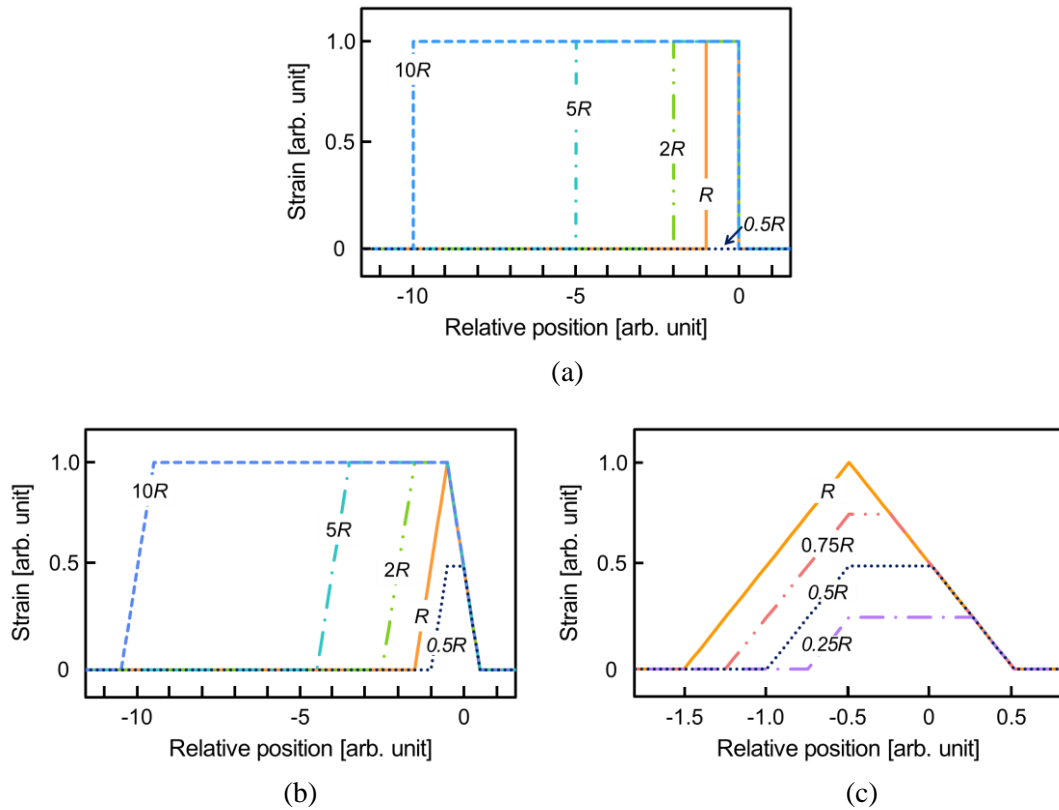 1.0
10R
5R
2R
R
0.5R
0.5
0
Strain [arb. unit]
-10
-5
0
Relative position [arb. unit]
(a)
1.0
10R
5R
2R
R
0.5R
0.5
0
Strain [arb. unit]
-10
-5
0
Relative position [arb. unit]
(b)
1.0
R
0.75R
0.5R
0.25R
0.5
0
Strain [arb. unit]
-1.5
-1.0
-0.5
0
0.5
Relative position [arb. unit]
(c)